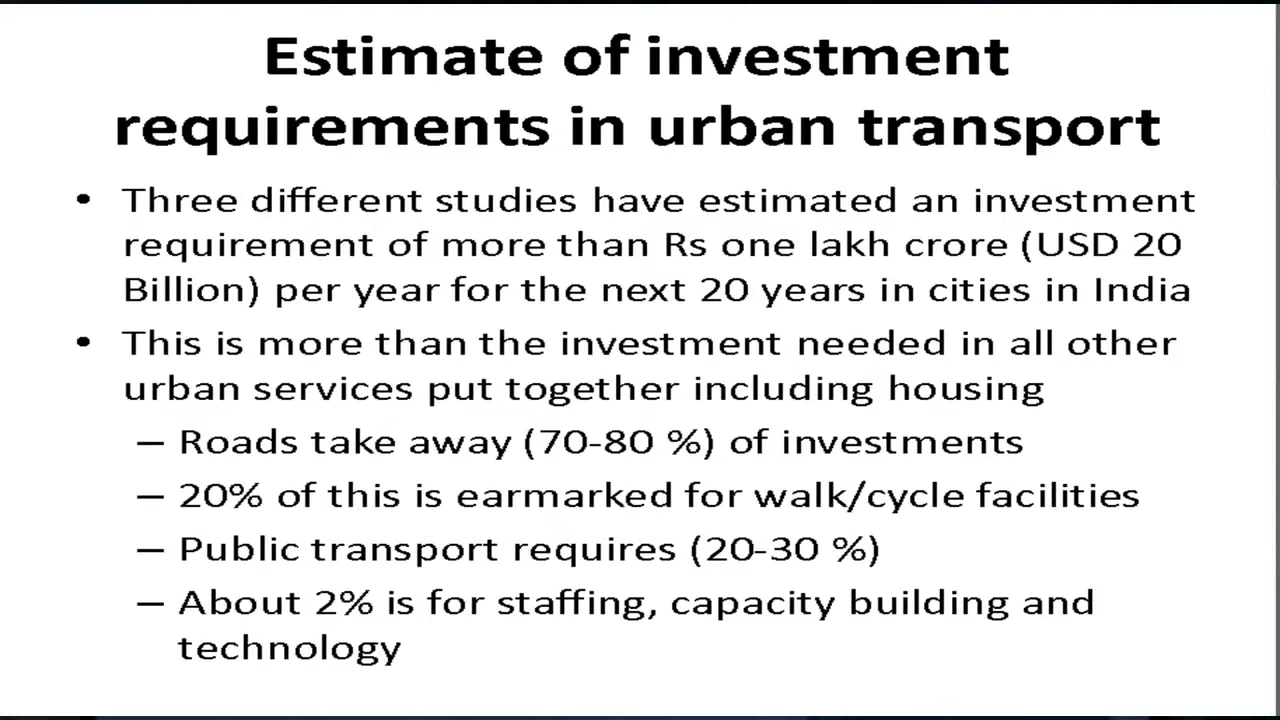 Estimate of investment
requirements in urban transport
• Three different studies have estimated an investment
requirement of more than Rs one lakh crore (USD 20
Billion) per year for the next 20 years in cities in India
• This is more than the investment needed in all other
urban services put together including housing
– Roads take away (70-80 %) of investments
– 20% of this is earmarked for walk/cycle facilities
– Public transport requires (20-30 %)
– About 2% is for staffing, capacity building and
technology